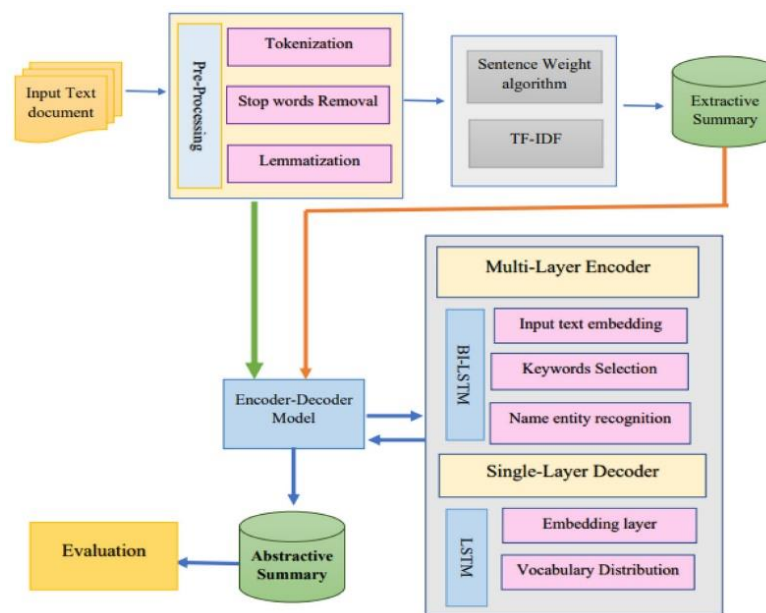 Input Text
document
Pre-Processing
Tokenization
Stop words Removal
Lemmatization
Sentence Weight
algorithm
TF-IDF
Extractive
Summary
Multi-Layer Encoder
BI-LSTM
Input text embedding
Keywords Selection
Name entity recognition
Encoder-Decoder
Model
Single-Layer Decoder
LSTM
Embedding layer
Vocabulary Distribution
Abstractive
Summary
Evaluation